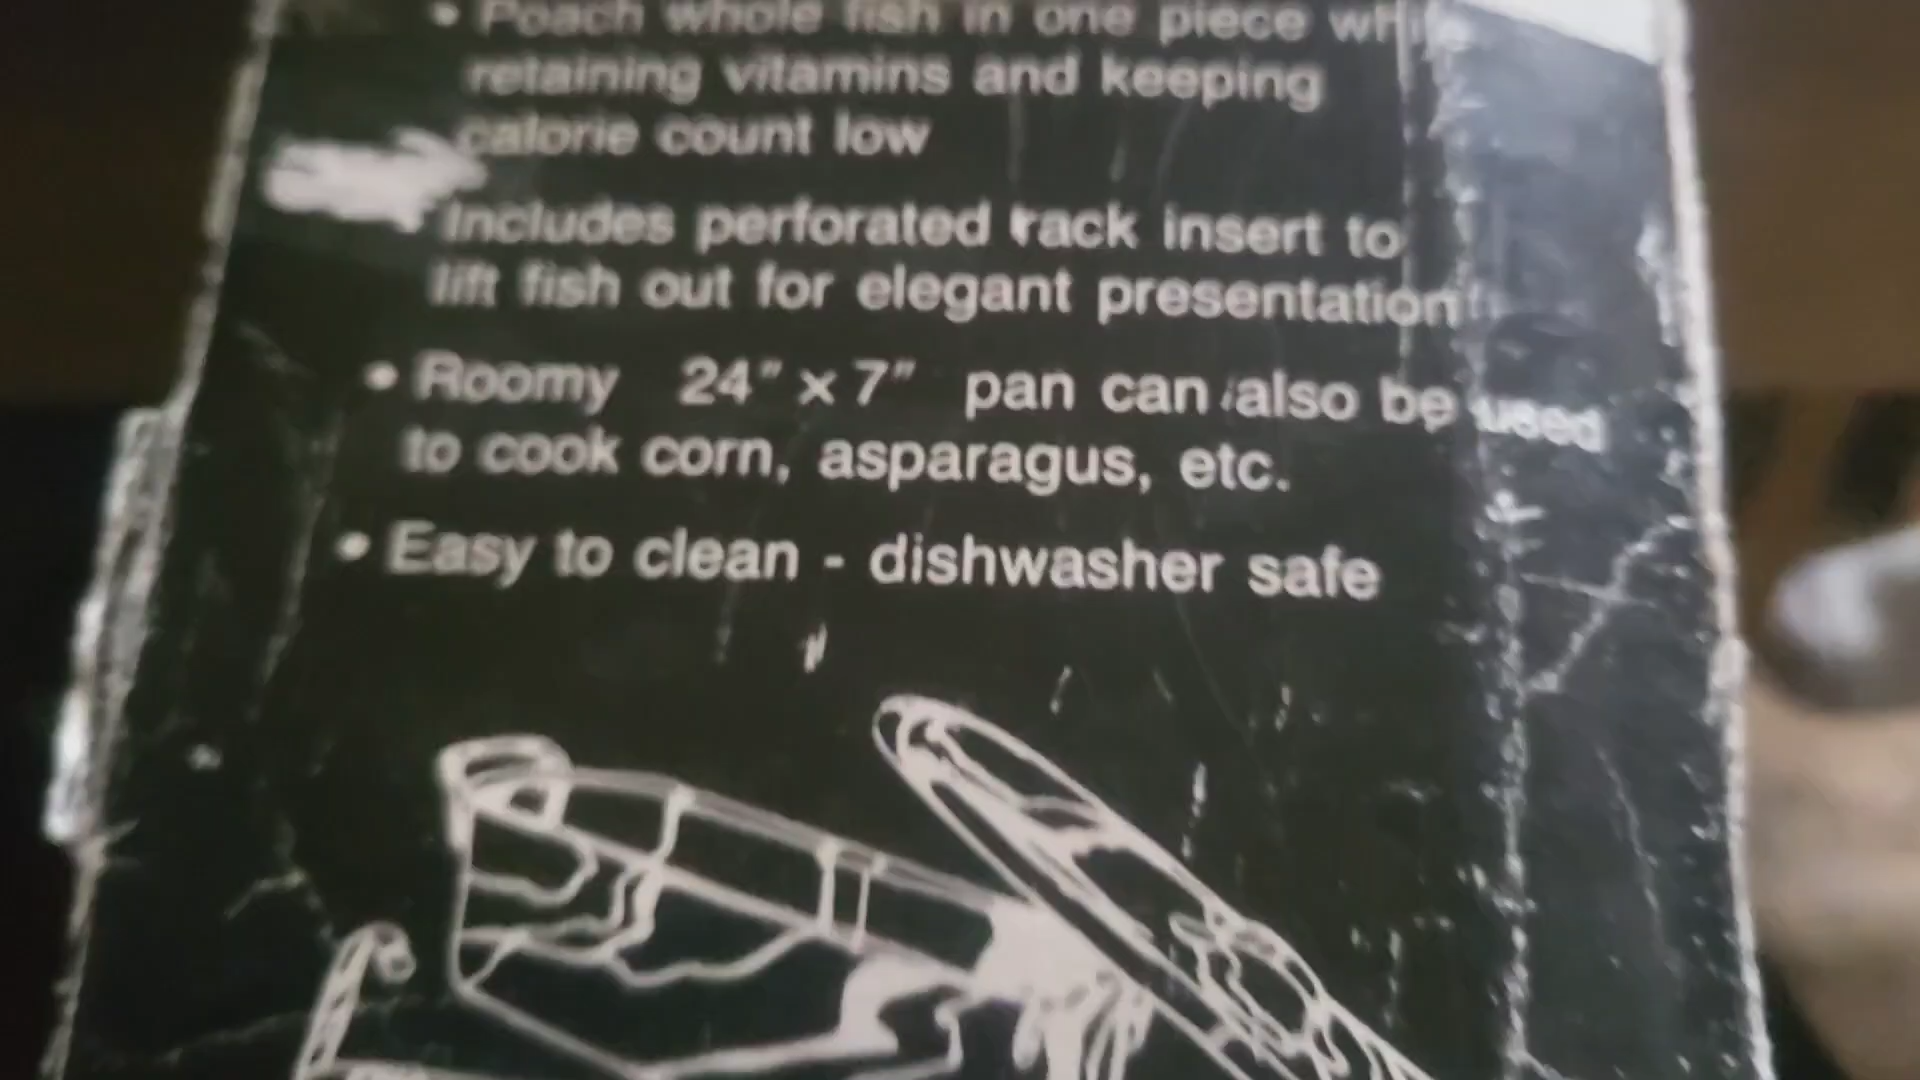 • Poach whole fish in one piece while
retaining vitamins and keeping
calorie count low
• Includes perforated rack insert to
lift fish out for elegant presentation
• Roomy 24" x 7" pan can also be used
to cook corn, asparagus, etc.
• Easy to clean - dishwasher safe